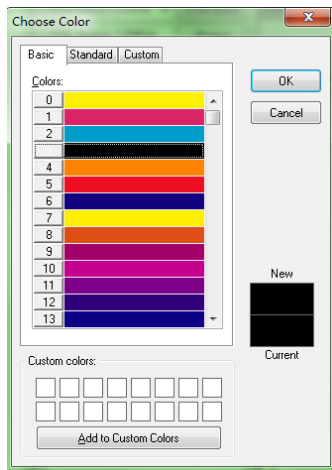 Choose Color
Basic Standard Custom
Colors:
0
1
2
4
5
6
7
8
9
10
11
12
13
OK
Cancel
New
Current
Custom colors:
Add to Custom Colors